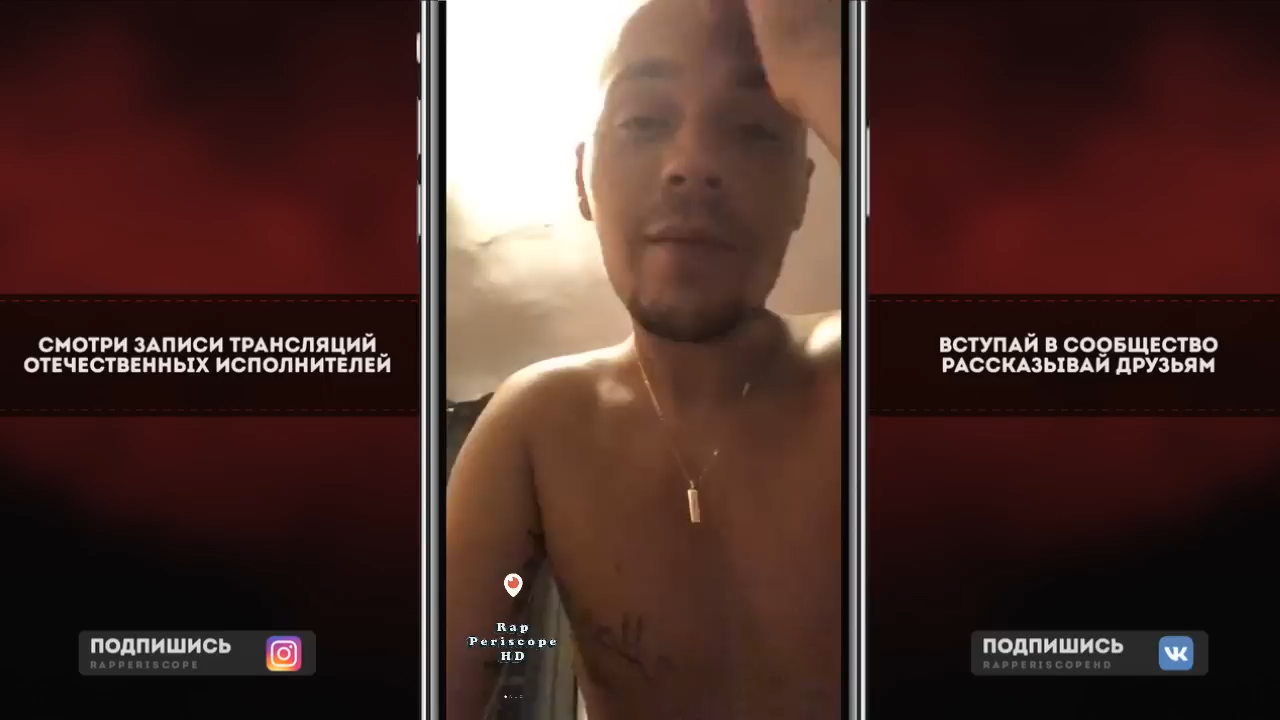 СМОТРИ ЗАПИСИ ТРАНСЛЯЦИЙ
ОТЕЧЕСТВЕННЫХ ИСПОЛНИТЕЛЕЙ
ВСТУПАЙ В СООБЩЕСТВО
РАССКАЗЫВАЙ ДРУЗЬЯМ
Rap
Periscope
HD
ПОДПИШИСЬ
RAPPERISCOPE
ПОДПИШИСЬ
RAPPERISCOPEHD